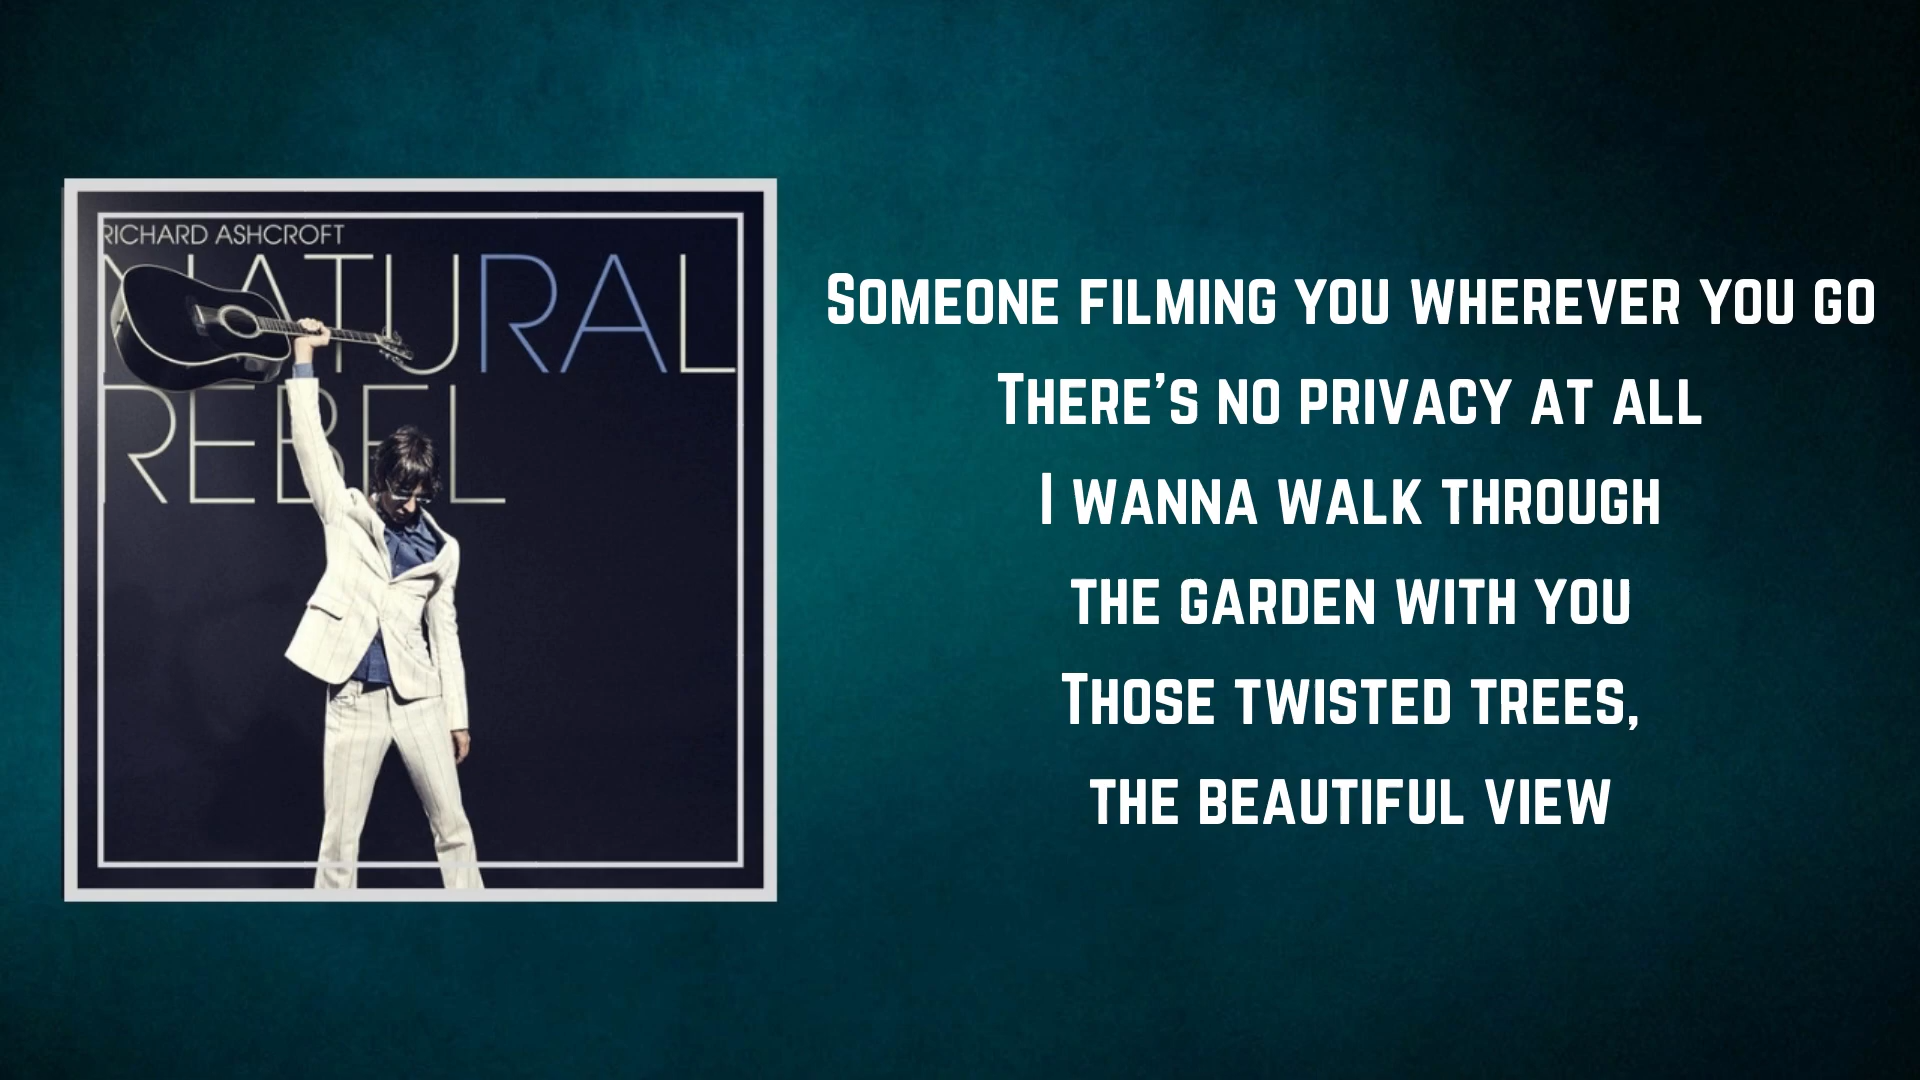 RICHARD ASHCROFT
NATURAL
REBEL
Someone filming you wherever you go
There's no privacy at all
I wanna walk through
the garden with you
Those twisted trees,
the beautiful view